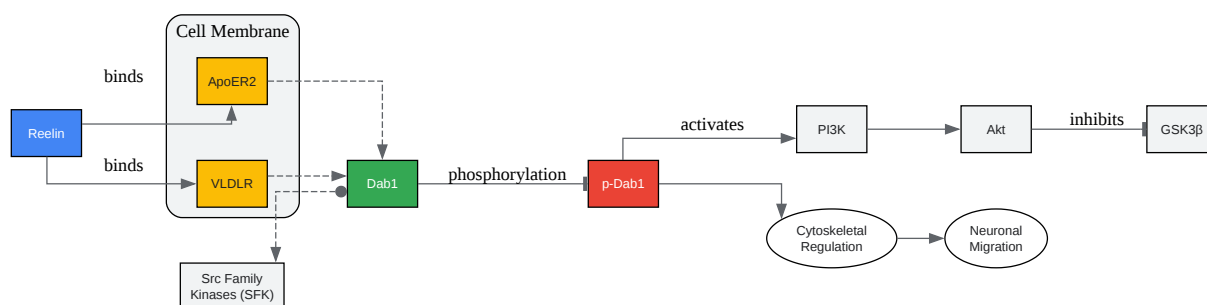 Cell Membrane
binds
ApoER2
Reelin
activates
PI3K
Akt
inhibits
GSK3β
binds
VLDLR
Dab1
phosphorylation
p-Dab1
Cytoskeletal
Regulation
Neuronal
Migration
Src Family
Kinases (SFK)